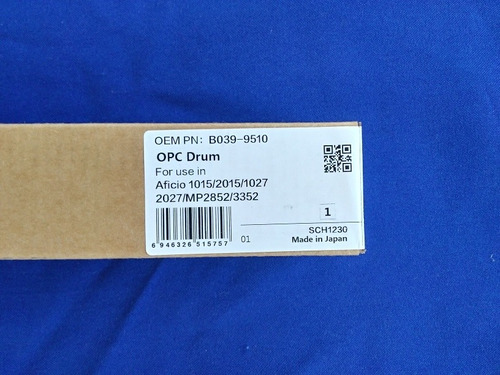 OEM PN: B039-9510
OPC Drum
For use in
Aficio 1015/2015/1027
2027/MP2852/3352
1
6 946326 515757
01
SCH1230
Made in Japan